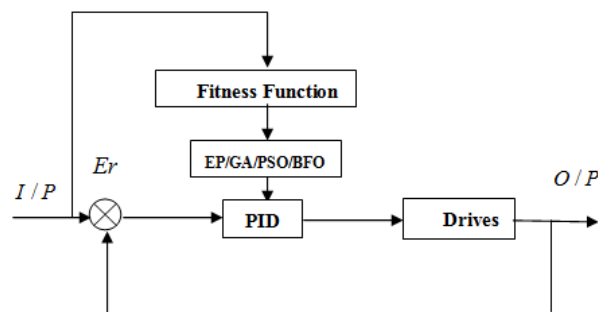 Fitness Function
EP/GA/PSO/BFO
Er
I / P
O / P
PID
Drives